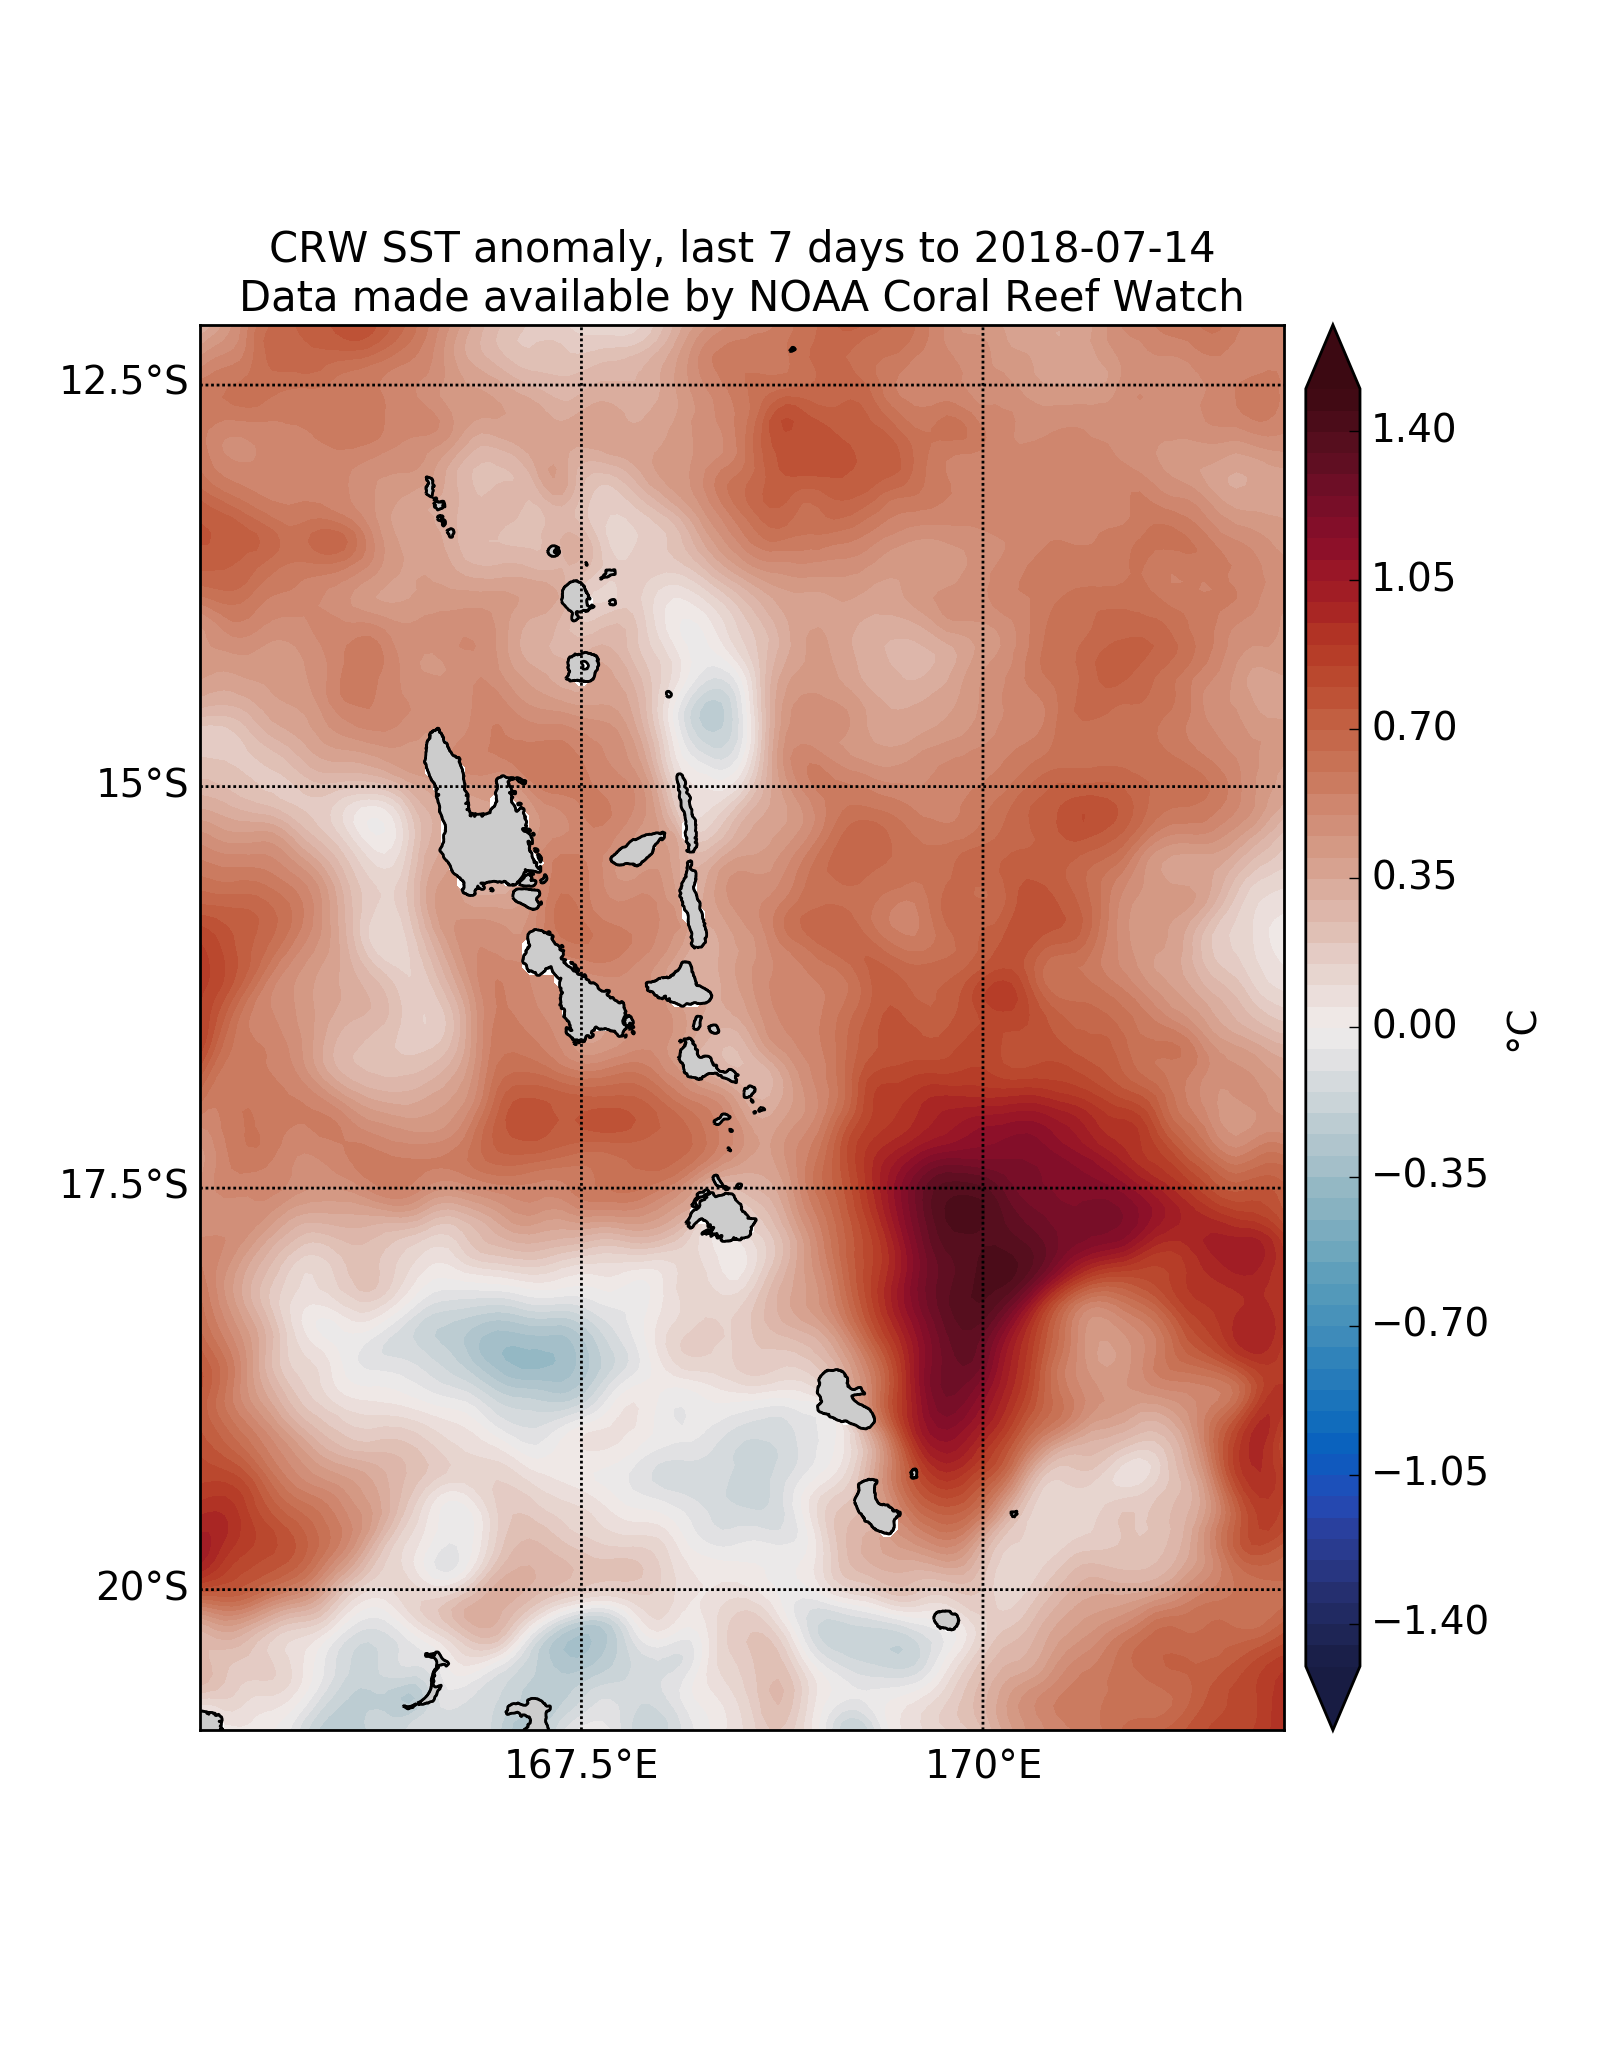 CRW SST anomaly, last 7 days to 2018-07-14
Data made available by NOAA Coral Reef Watch
12.5°S
15°S
17.5°S
20°S
167.5°E
170°E
1.40
1.05
0.70
0.35
0.00
−0.35
−0.70
−1.05
−1.40
°C